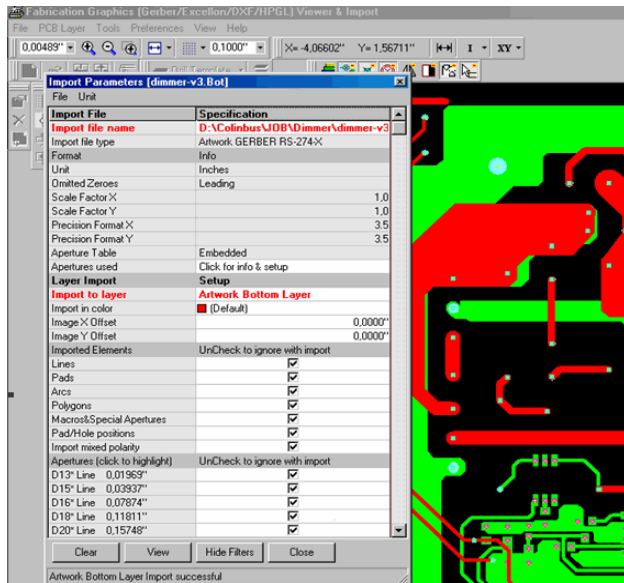 Fabrication Graphics (Gerber/Excellon/DXF/HPGL) Viewer & Import
File PCB Layer Tools Preferences View Help
0,00489" 0,1000" X= -4,06602" Y= 1,56711" I XY
Drill Template
Import Parameters [dimmer-v3.Bot]
File Unit
Import File Specification
Import file name D:\Colinbus\JOB\Dimmer\dimmer-v3
Import file type Artwork GERBER RS-274-X
Format Info
Unit Inches
Omitted Zeroes Leading
Scale Factor X 1,0
Scale Factor Y 1,0
Precision Format X 3.5
Precision Format Y 3.5
Aperture Table Embedded
Apertures used Click for info & setup
Layer Import Setup
Import to layer Artwork Bottom Layer
Import in color (Default)
Image X Offset 0,0000"
Image Y Offset 0,0000"
Imported Elements UnCheck to ignore with import
Lines
Pads
Arcs
Polygons
Macros&Special Apertures
Pad/Hole positions
Import mixed polarity
Apertures (click to highlight) UnCheck to ignore with import
D13* Line 0,01969"
D15* Line 0,03937"
D16* Line 0,07874"
D18* Line 0,11811"
D20* Line 0,15748"
Clear View Hide Filters Close
Artwork Bottom Layer Import successful